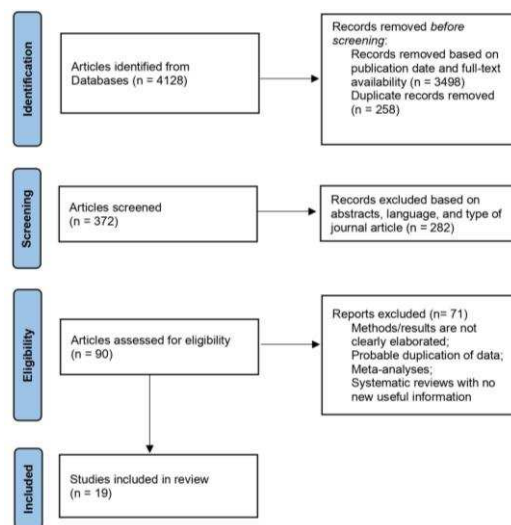 Identification
Articles identified from
Databases (n = 4128)
Records removed before
screening:
Records removed based on
publication date and full-text
availability (n = 3498)
Duplicate records removed
(n = 258)
Screening
Articles screened
(n = 372)
Records excluded based on
abstracts, language, and type of
journal article (n = 282)
Eligibility
Articles assessed for eligibility
(n = 90)
Reports excluded (n= 71)
Methods/results are not
clearly elaborated;
Probable duplication of data;
Meta-analyses;
Systematic reviews with no
new useful information
Included
Studies included in review
(n = 19)